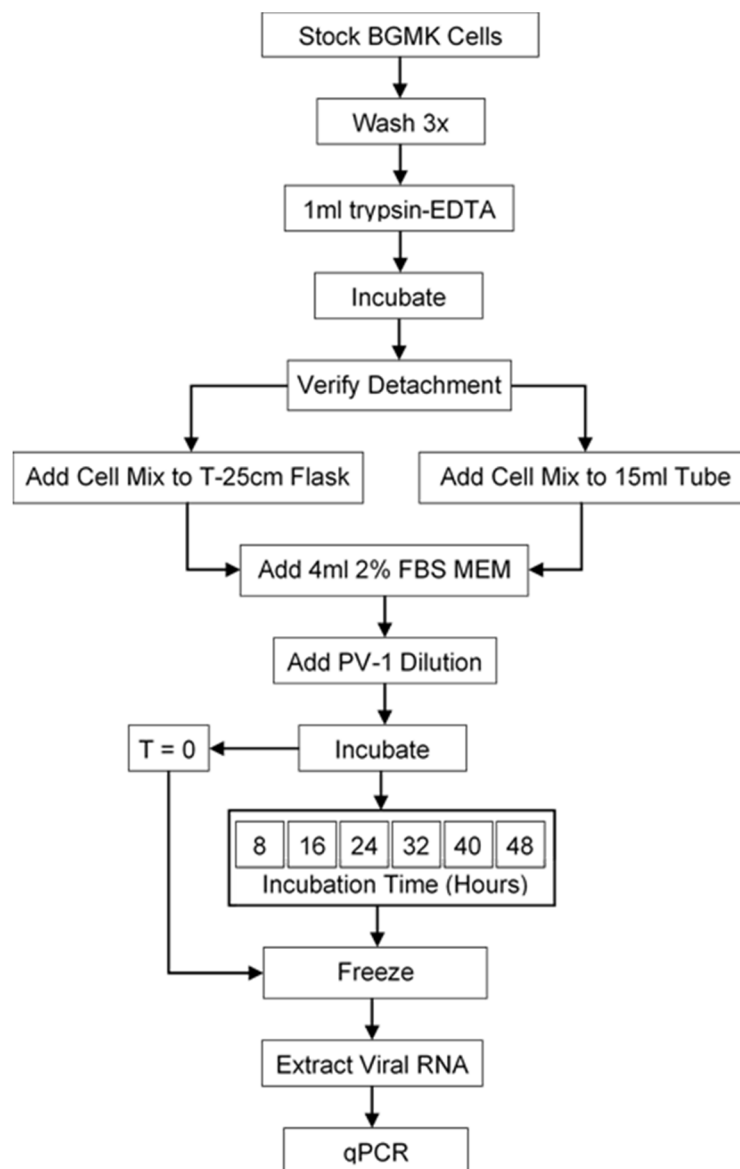 Stock BGMK Cells
Wash 3x
1ml trypsin-EDTA
Incubate
Verify Detachment
Add Cell Mix to T-25cm Flask
Add Cell Mix to 15ml Tube
Add 4ml 2% FBS MEM
Add PV-1 Dilution
T = 0
Incubate
8 16 24 32 40 48
Incubation Time (Hours)
Freeze
Extract Viral RNA
qPCR